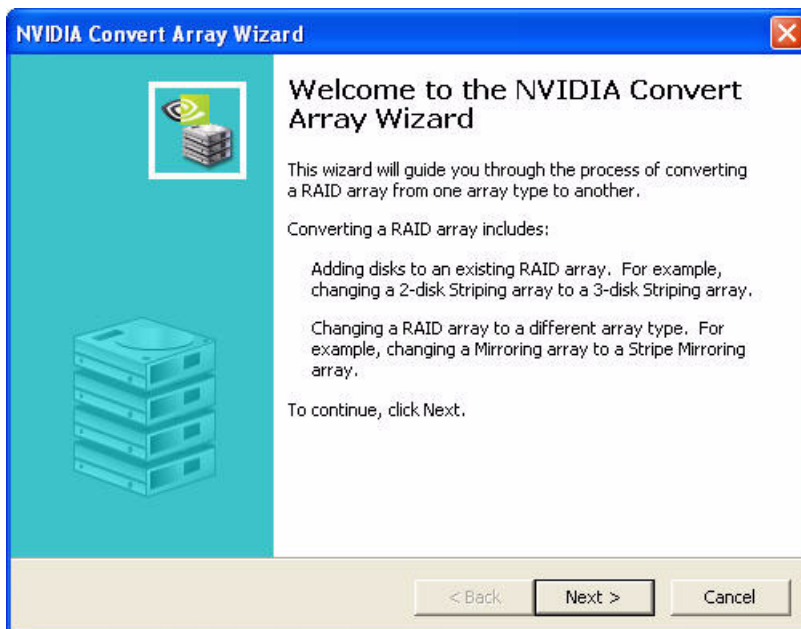 NVIDIA Convert Array Wizard
Welcome to the NVIDIA Convert
Array Wizard
This wizard will guide you through the process of converting
a RAID array from one array type to another.
Converting a RAID array includes:
Adding disks to an existing RAID array. For example,
changing a 2-disk Striping array to a 3-disk Striping array.
Changing a RAID array to a different array type. For
example, changing a Mirroring array to a Stripe Mirroring
array.
To continue, click Next.
< Back
Next >
Cancel